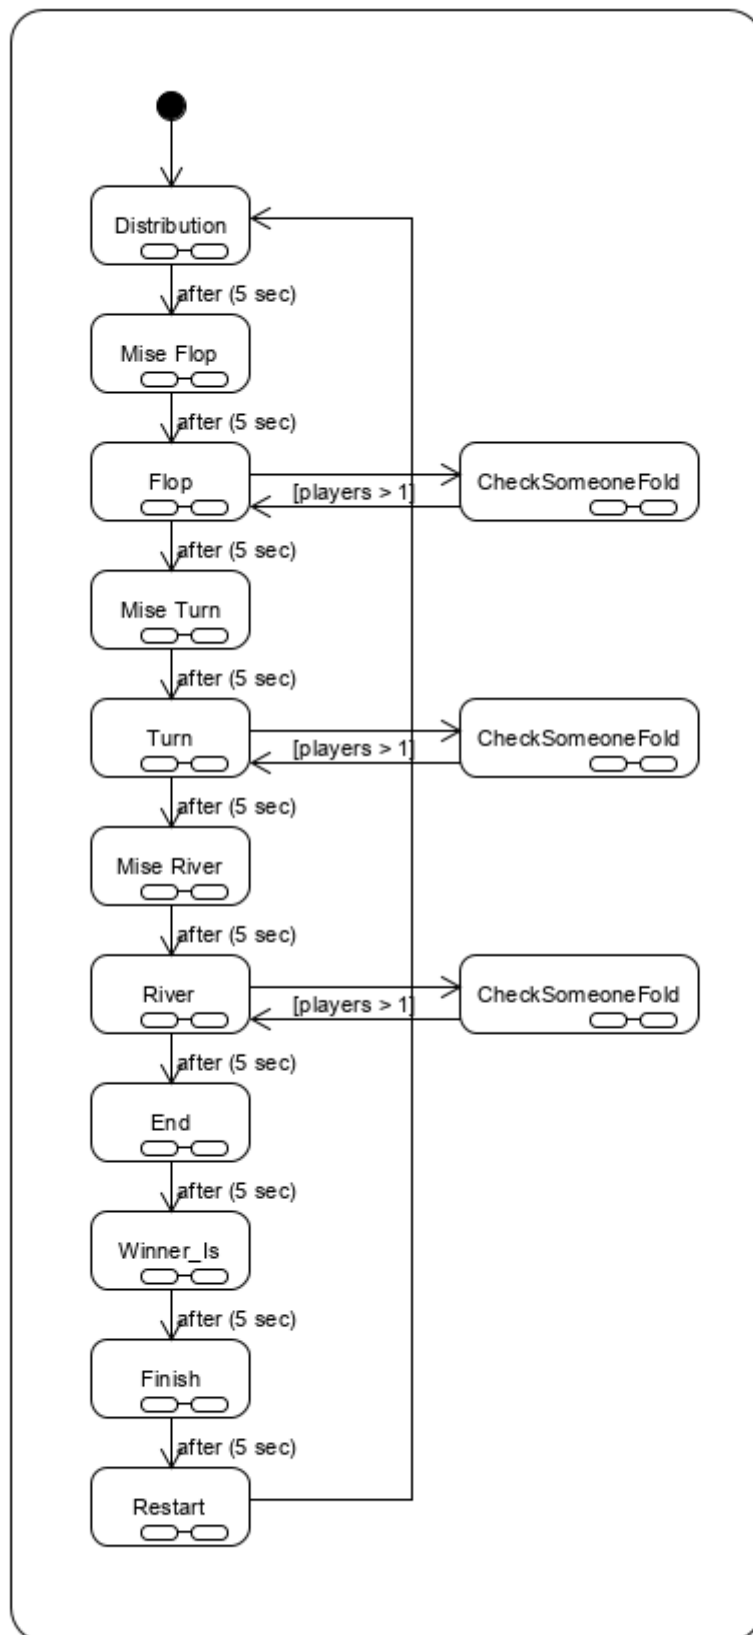 Distribution
after (5 sec)
Mise Flop
after (5 sec)
Flop
CheckSomeoneFold
[players > 1]
after (5 sec)
Mise Turn
after (5 sec)
Turn
CheckSomeoneFold
[players > 1]
after (5 sec)
Mise River
after (5 sec)
River
CheckSomeoneFold
[players > 1]
after (5 sec)
End
after (5 sec)
Winner_Is
after (5 sec)
Finish
after (5 sec)
Restart